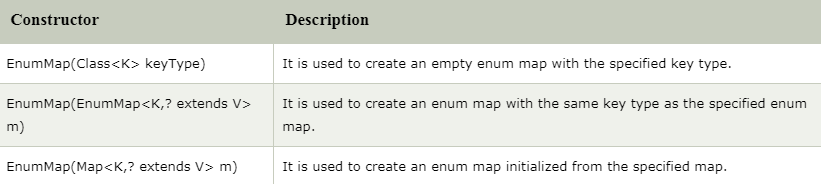 Constructor Description
EnumMap(Class<K> keyType) It is used to create an empty enum map with the specified key type.
EnumMap(EnumMap<K,? extends V> m) It is used to create an enum map with the same key type as the specified enum map.
EnumMap(Map<K,? extends V> m) It is used to create an enum map initialized from the specified map.